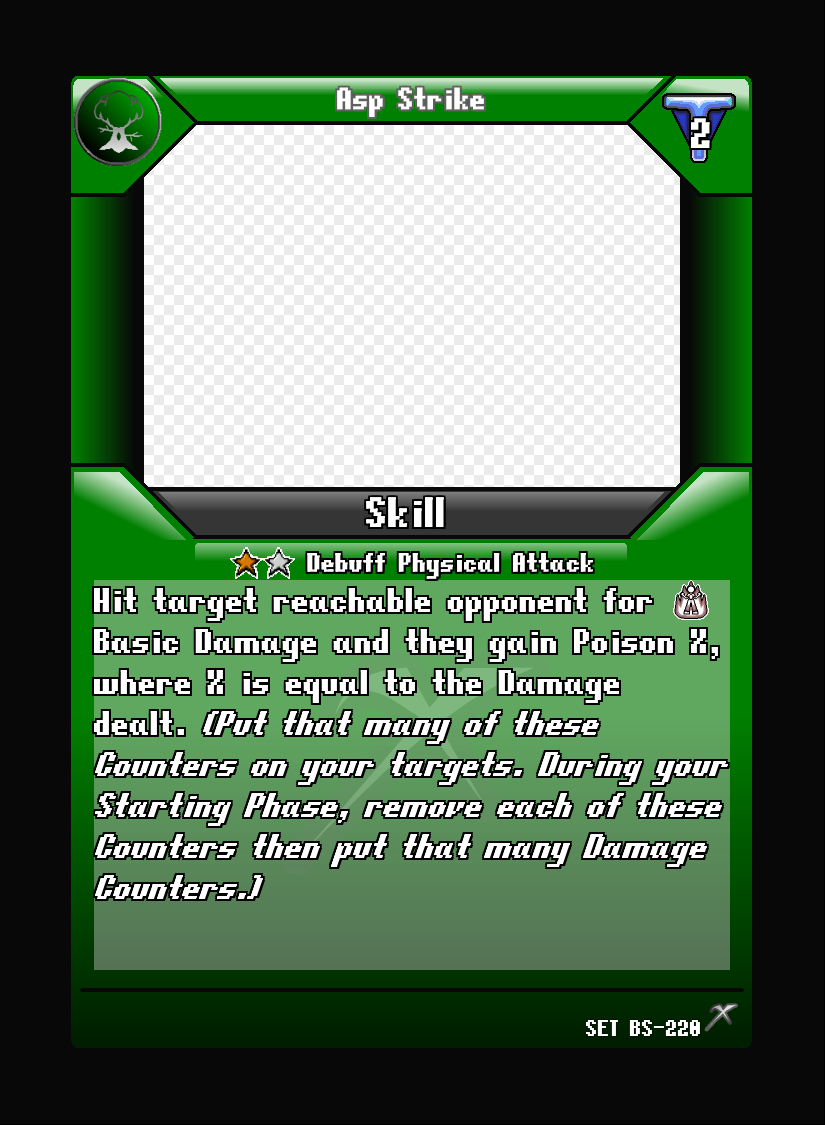 Asp Strike
2
Skill
Debuff Physical Attack
Hit target reachable opponent for
Basic Damage and they gain Poison X,
where X is equal to the Damage
dealt. (Put that many of these
Counters on your targets. During your
Starting Phase, remove each of these
Counters then put that many Damage
Counters.)
SET BS-220